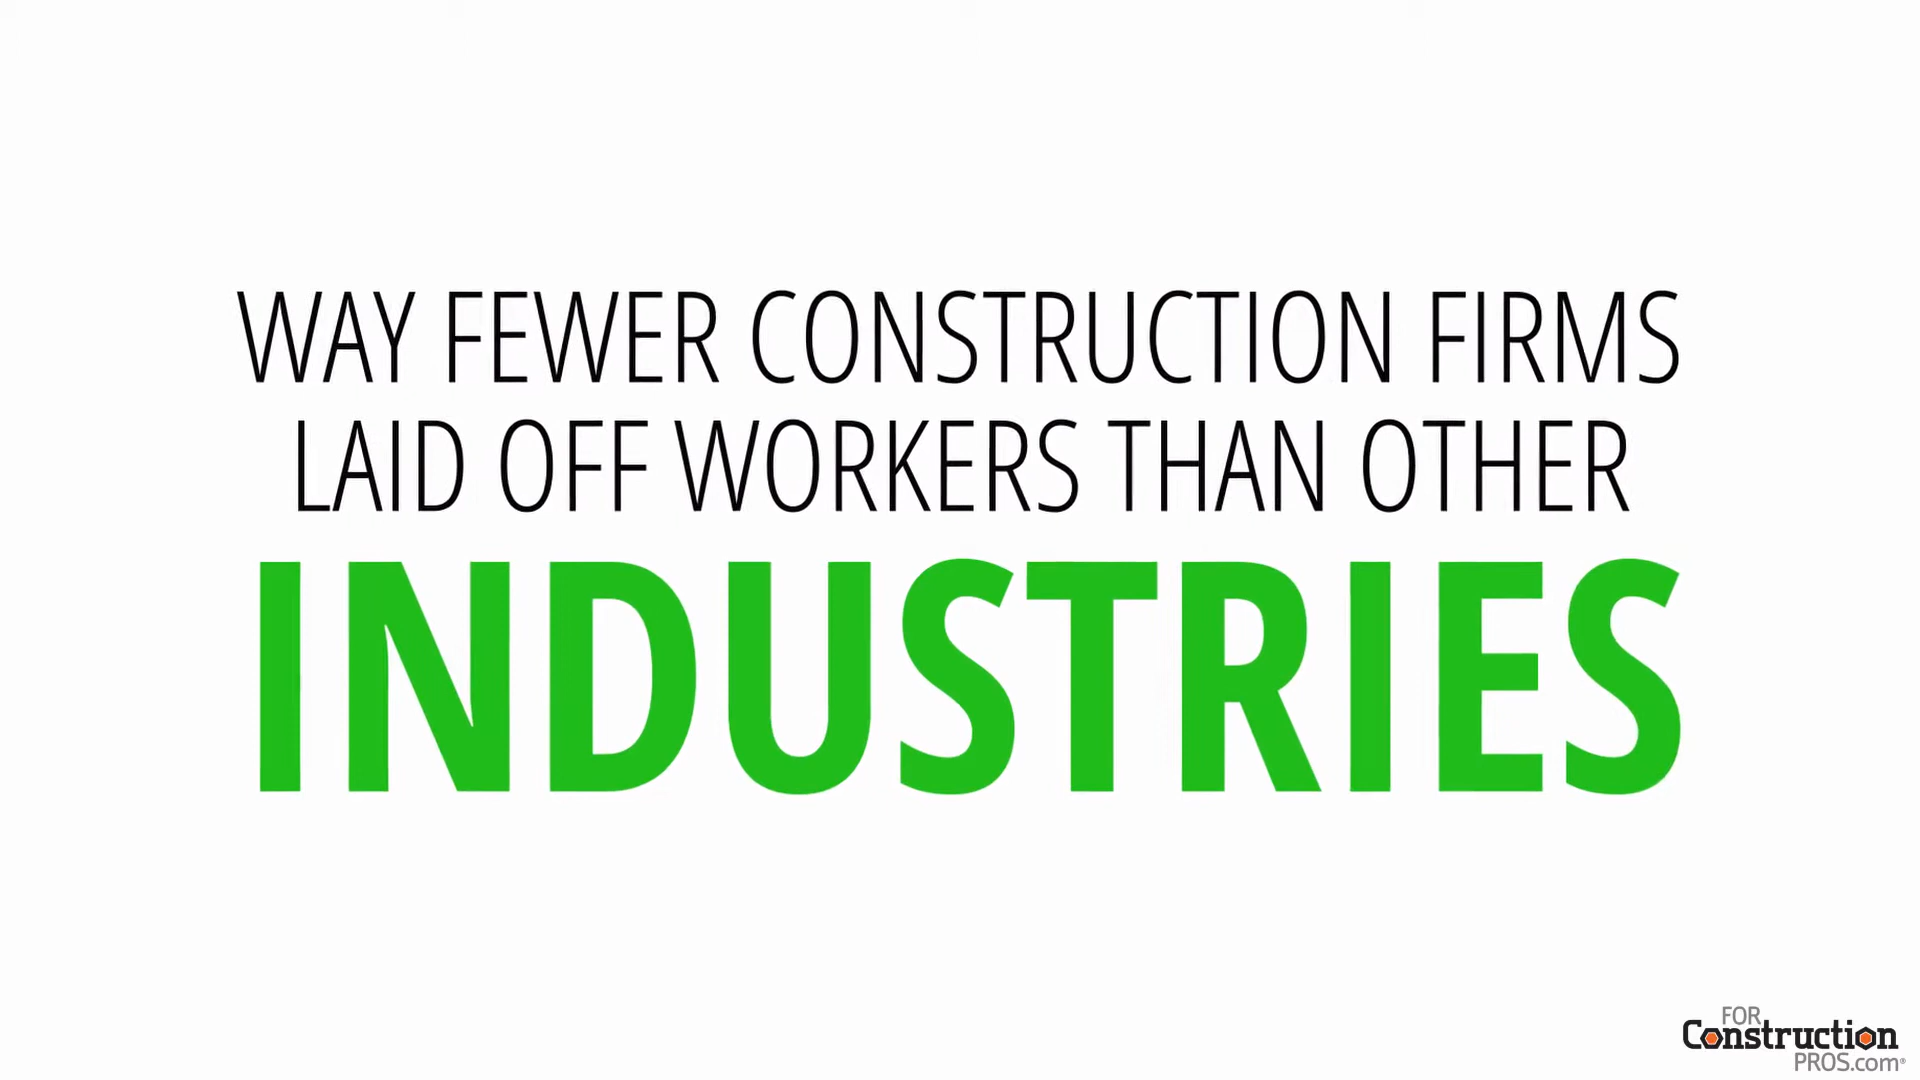 WAY FEWER CONSTRUCTION FIRMS
LAID OFF WORKERS THAN OTHER
INDUSTRIES
FOR
Construction
PROS.com®